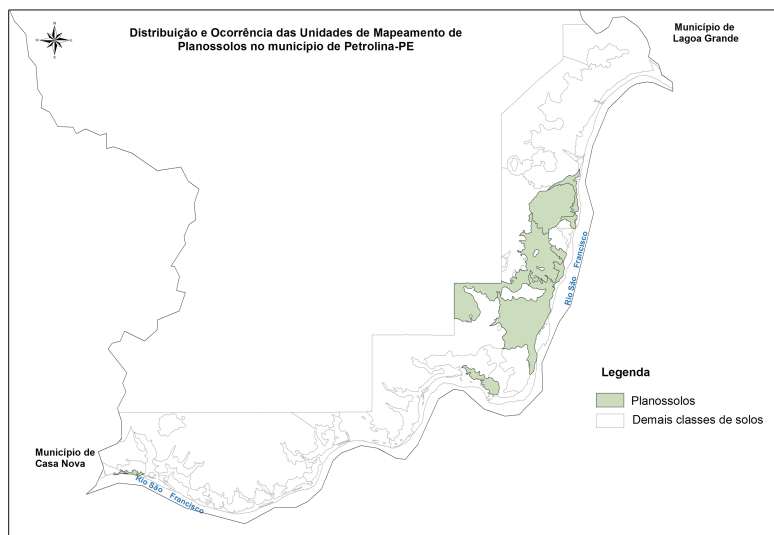 Distribuição e Ocorrência das Unidades de Mapeamento de
Planossolos no município de Petrolina-PE
N
W
E
S
Município de
Lagoa Grande
Rio São Francisco
Legenda
Planossolos
Demais classes de solos
Município de
Casa Nova
Rio São Francisco